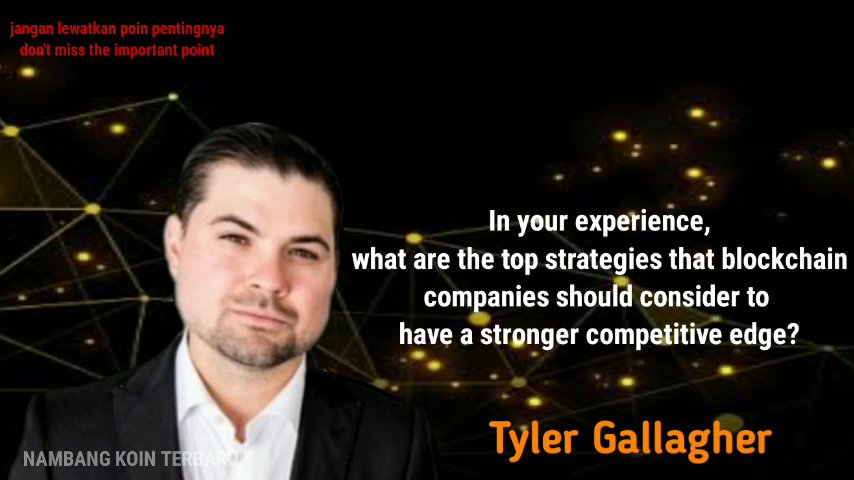 jangan lewatkan poin pentingnya
don't miss the important point
In your experience,
what are the top strategies that blockchain
companies should consider to
have a stronger competitive edge?
Tyler Gallagher
NAMBANG KOIN TERBARU